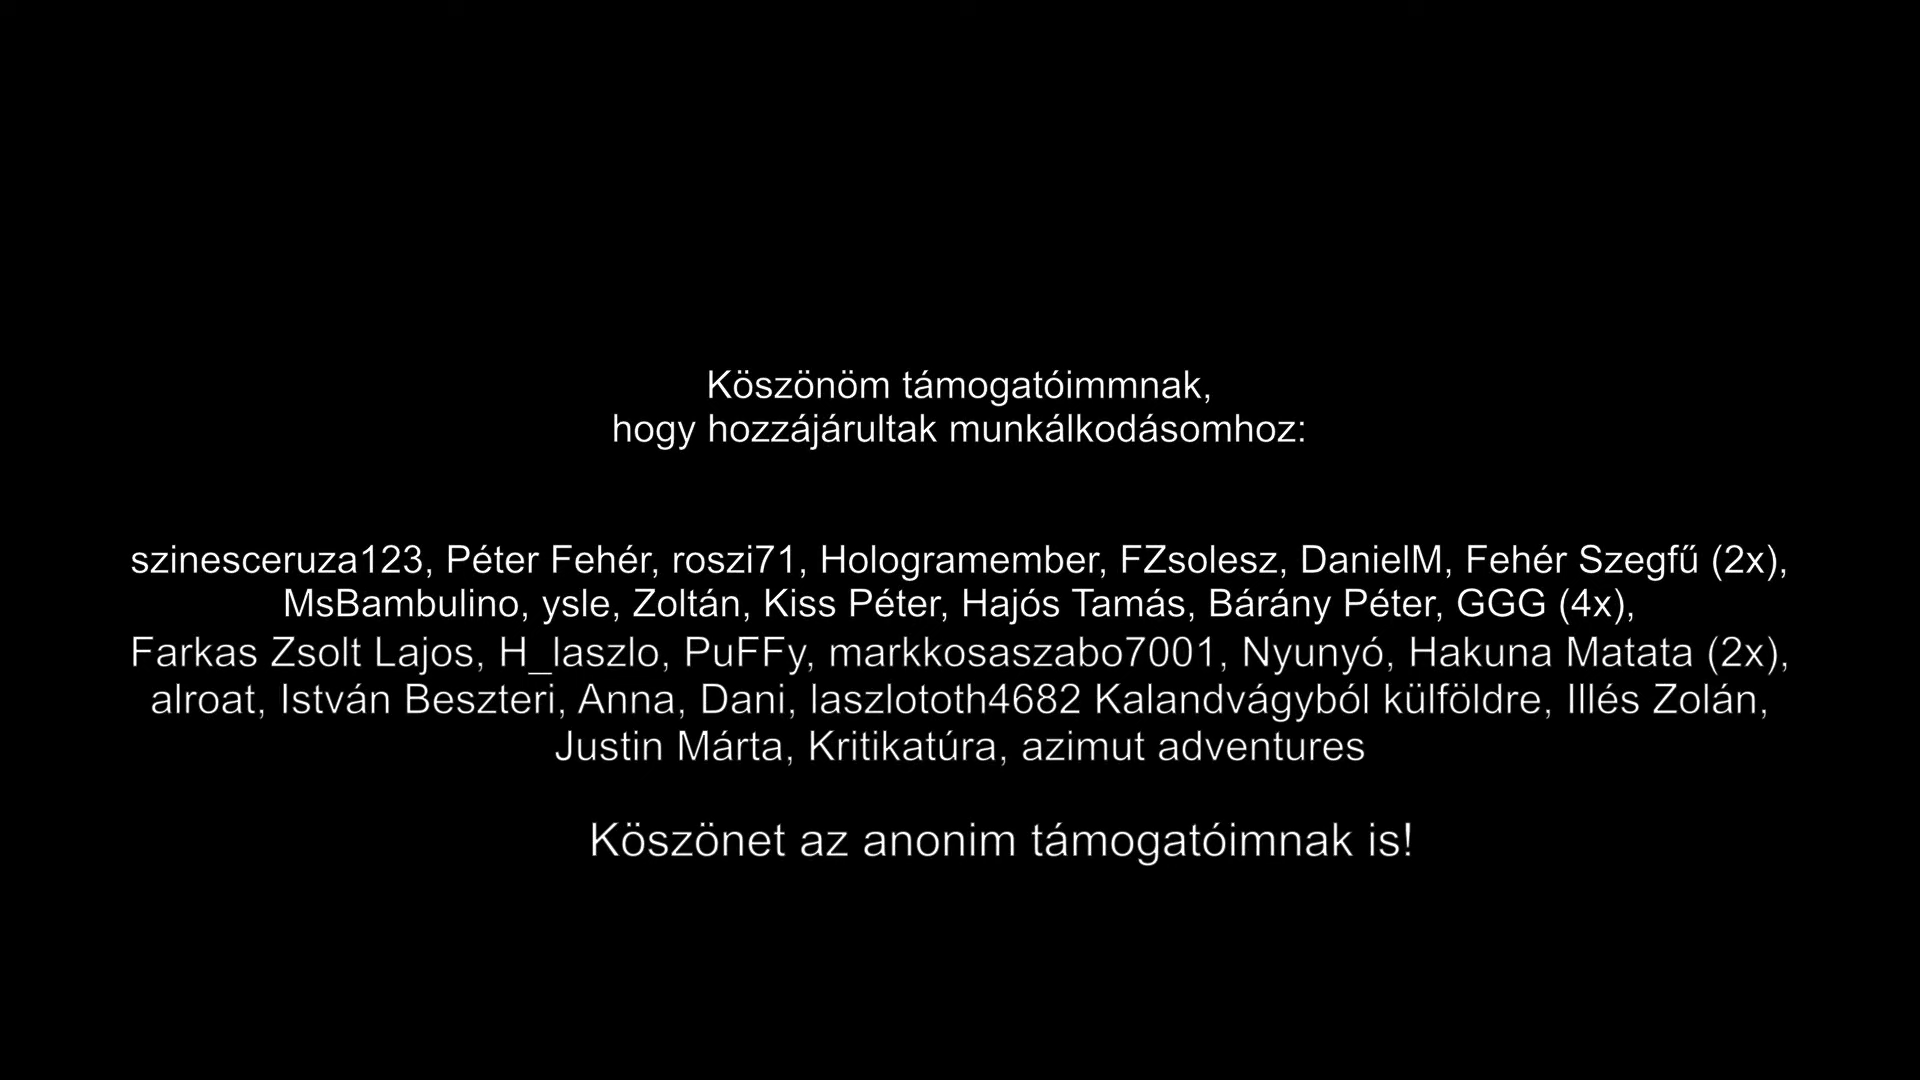 Köszönöm támogatóimmnak,
hogy hozzájárultak munkálkodásomhoz:
szinesceruza123, Péter Fehér, roszi71, Hologramember, FZsolesz, DanielM, Fehér Szegfű (2x),
MsBambulino, ysle, Zoltán, Kiss Péter, Hajós Tamás, Bárány Péter, GGG (4x),
Farkas Zsolt Lajos, H_laszlo, PuFFy, markkosaszabo7001, Nyunyó, Hakuna Matata (2x),
alroat, István Beszteri, Anna, Dani, laszlototh4682 Kalandvágyból külföldre, Illés Zolán,
Justin Márta, Kritikatúra, azimut adventures
Köszönet az anonim támogatóimnak is!